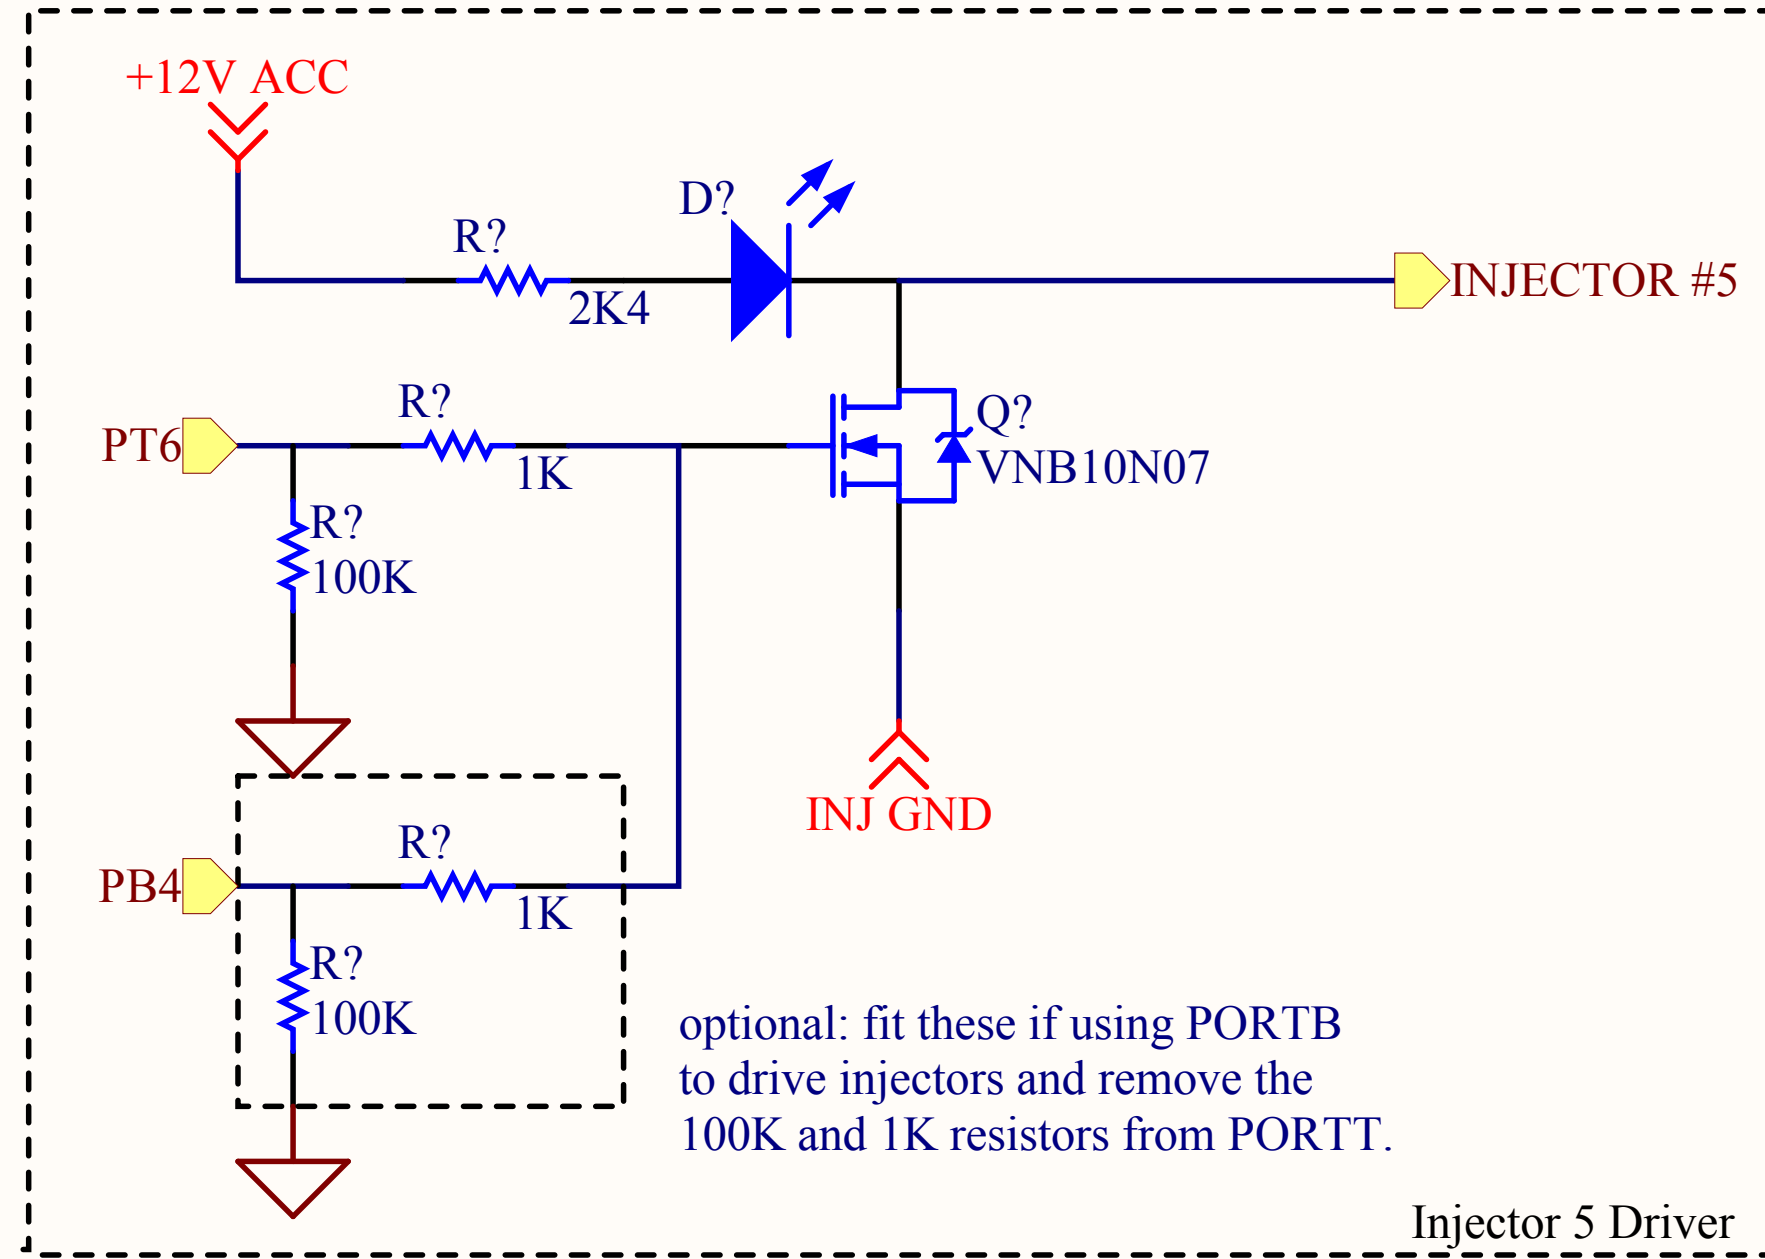 +12V ACC
D?
R?
2K4
INJECTOR #5
R?
1K
PT6
Q?
VNB10N07
R?
100K
INJ GND
R?
1K
PB4
R?
100K
optional: fit these if using PORTB
to drive injectors and remove the
100K and 1K resistors from PORTT.
Injector 5 Driver